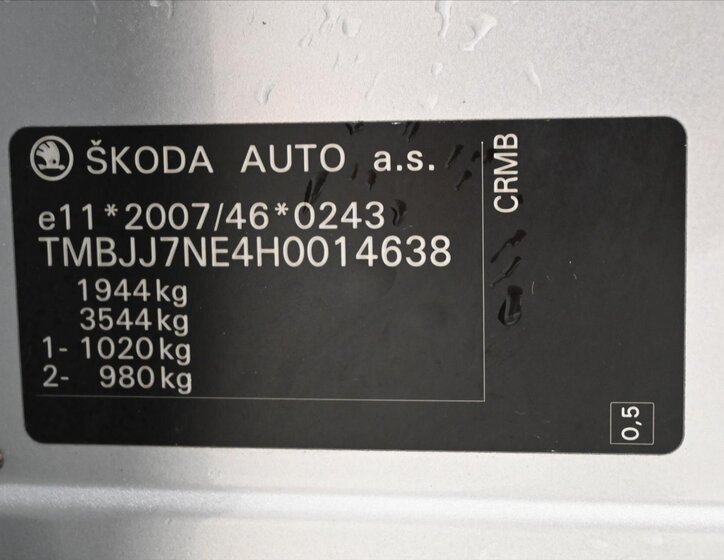 ŠKODA AUTO a.s.
e11*2007/46*0243
TMBJJ7NE4H0014638
1944kg
3544kg
1- 1020kg
2- 980kg
CRMB
0,5